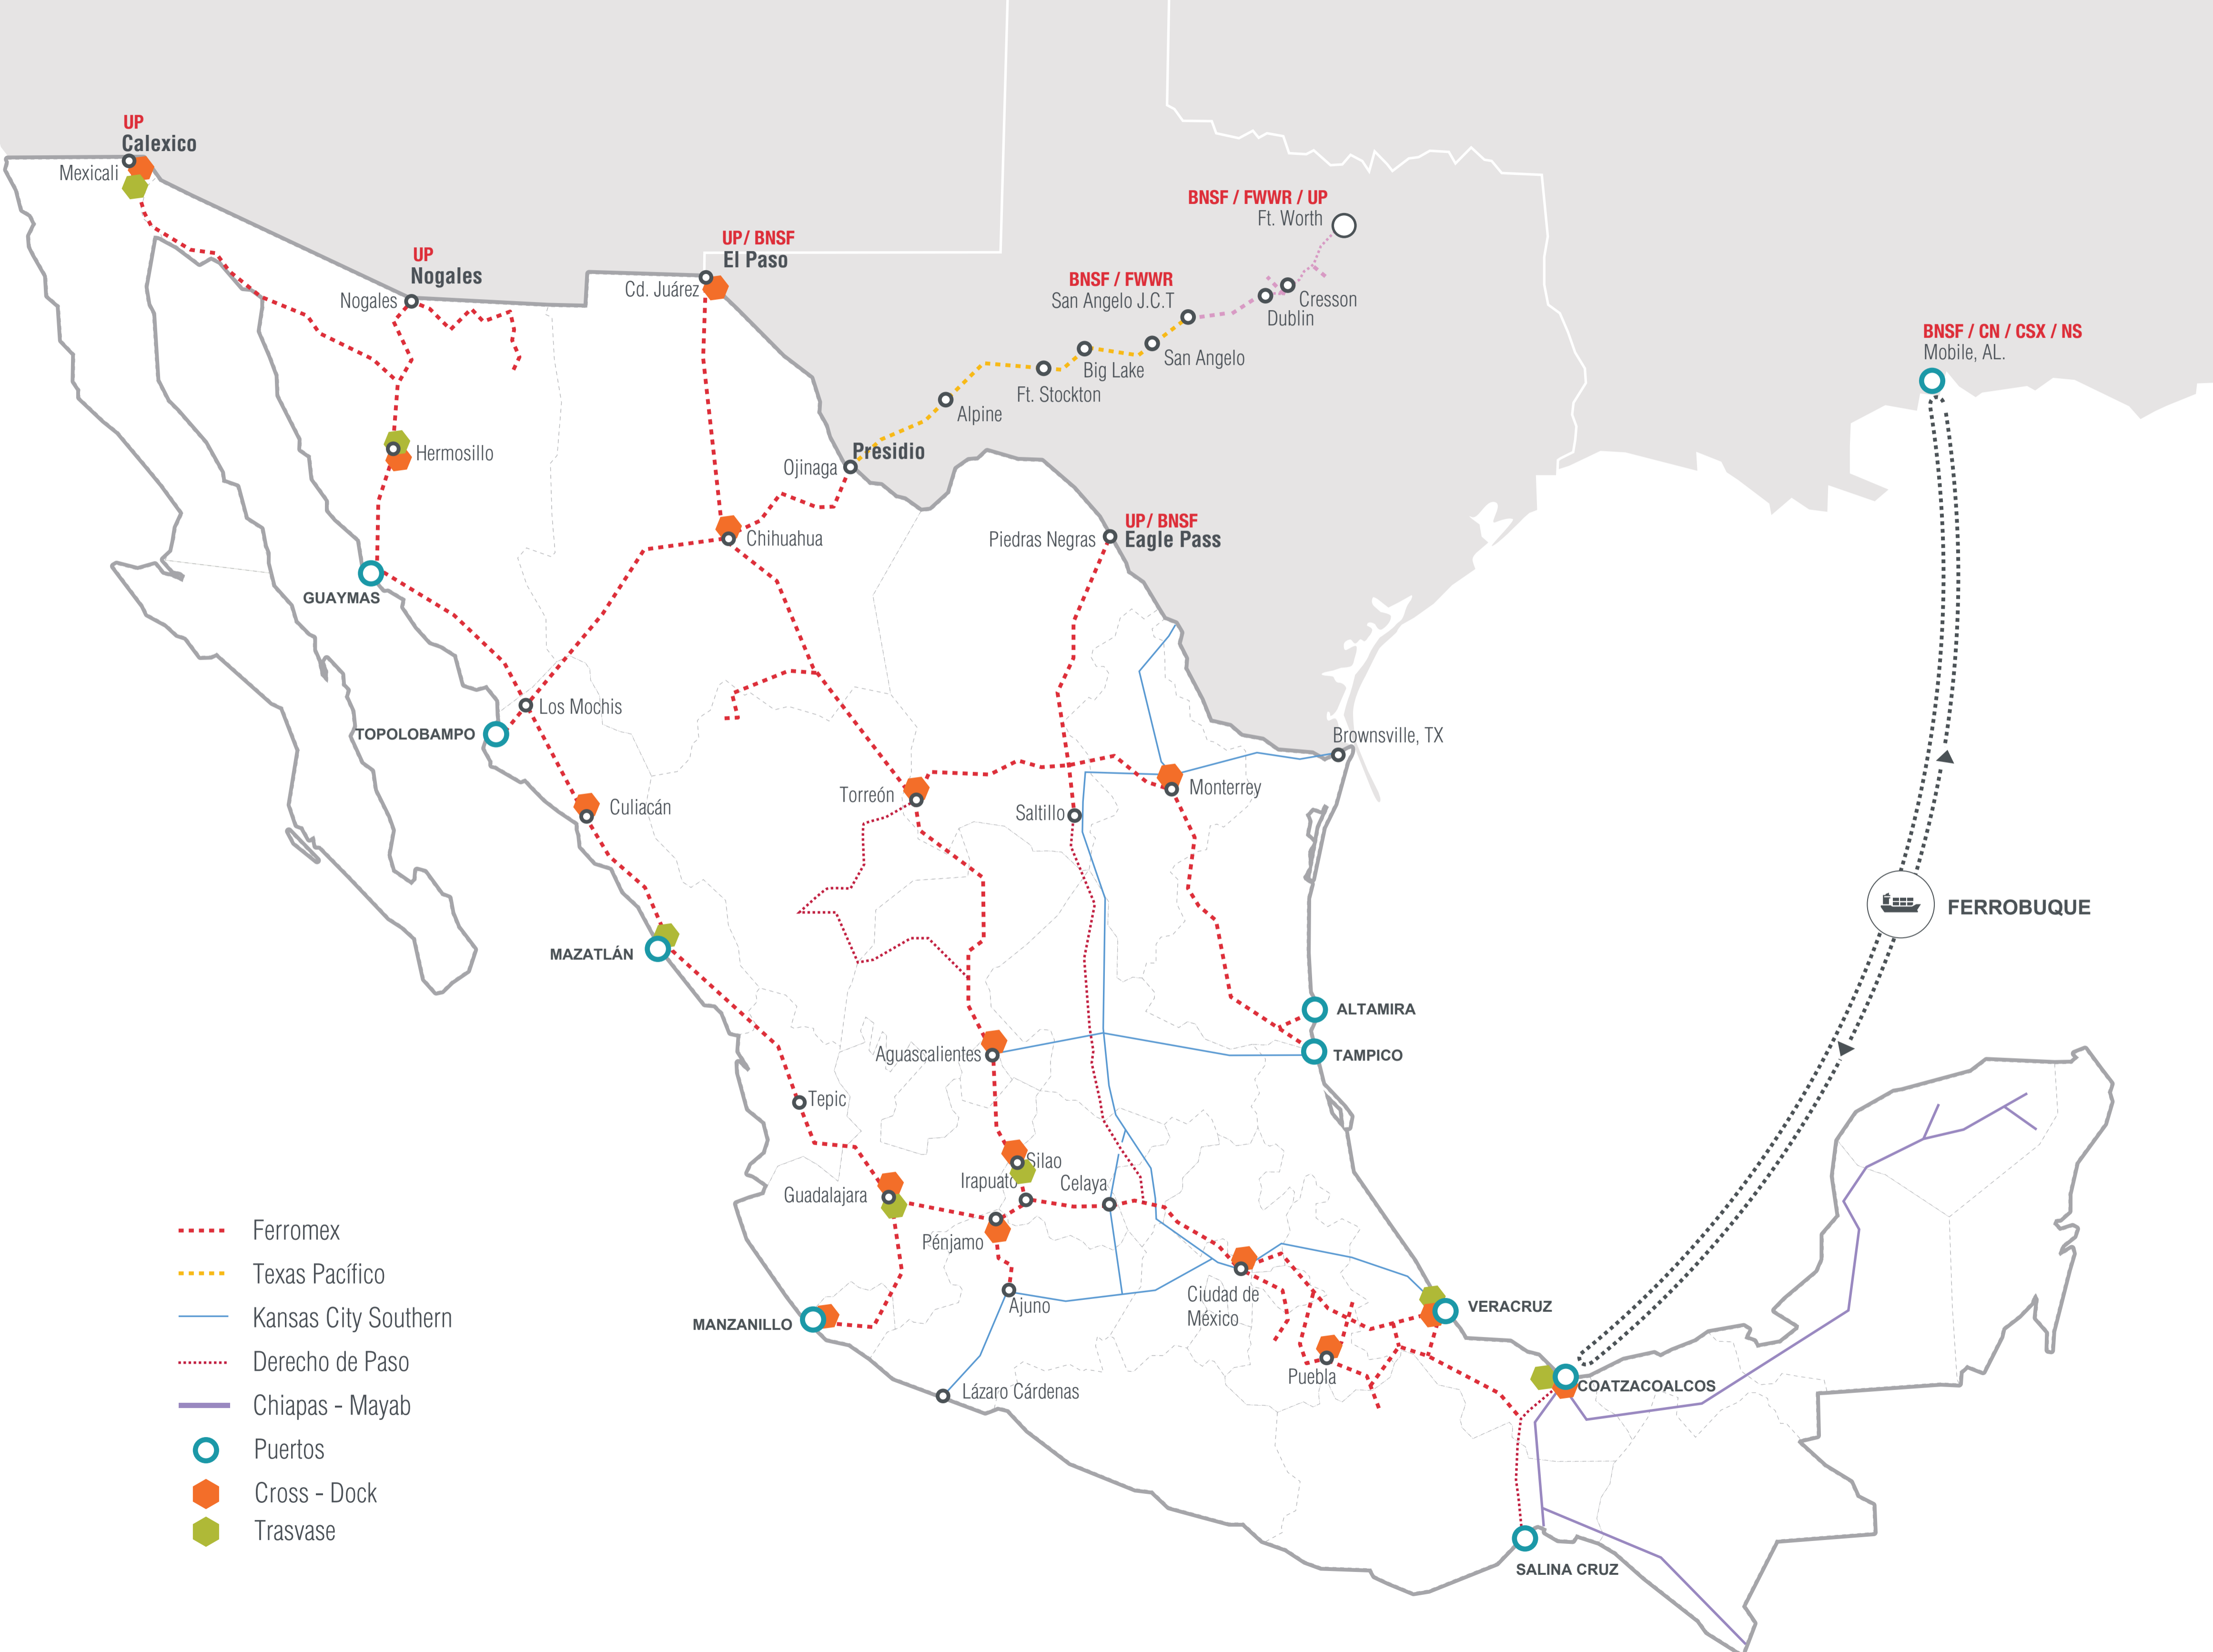 UP
Calexico
Mexicali
UP
Nogales
Nogales
UP/ BNSF
El Paso
Cd. Juárez
BNSF / FWWR / UP
Ft. Worth
BNSF / FWWR
San Angelo J.C.T
Cresson
Dublin
San Angelo
Big Lake
Ft. Stockton
Alpine
Presidio
Ojinaga
BNSF / CN / CSX / NS
Mobile, AL.
Hermosillo
Chihuahua
UP/ BNSF
Piedras Negras
Eagle Pass
GUAYMAS
Los Mochis
TOPOLOBAMPO
Brownsville, TX
Culiacán
Torreón
Saltillo
Monterrey
FERROBUQUE
MAZATLÁN
ALTAMIRA
Aguascalientes
TAMPICO
Tepic
Silao
Irapuato
Celaya
Guadalajara
Pénjamo
Ajuno
Ciudad de
México
MANZANILLO
VERACRUZ
Puebla
Lázaro Cárdenas
COATZACOALCOS
SALINA CRUZ
Ferromex
Texas Pacífico
Kansas City Southern
Derecho de Paso
Chiapas - Mayab
Puertos
Cross - Dock
Trasvase